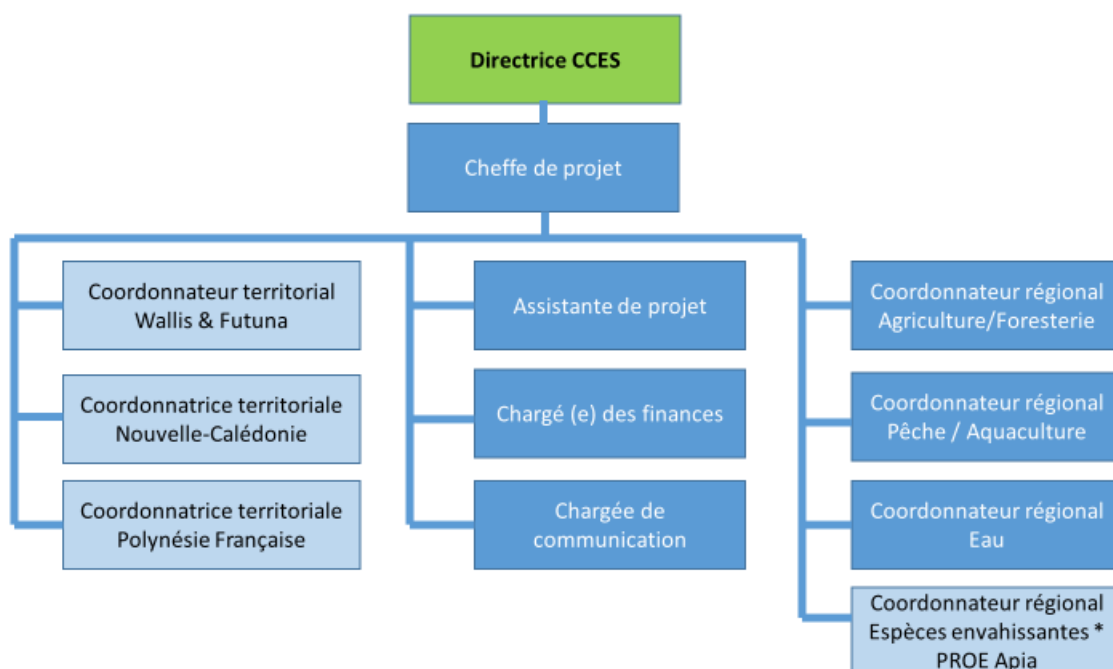 Directrice CCES
Cheffe de projet
Coordonnateur territorial
Wallis & Futuna
Coordonnatrice territoriale
Nouvelle-Calédonie
Coordonnatrice territoriale
Polynésie Française
Assistante de projet
Chargé (e) des finances
Chargée de
communication
Coordonnateur régional
Agriculture/Foresterie
Coordonnateur régional
Pêche / Aquaculture
Coordonnateur régional
Eau
Coordonnateur régional
Espèces envahissantes *
PROE Apia